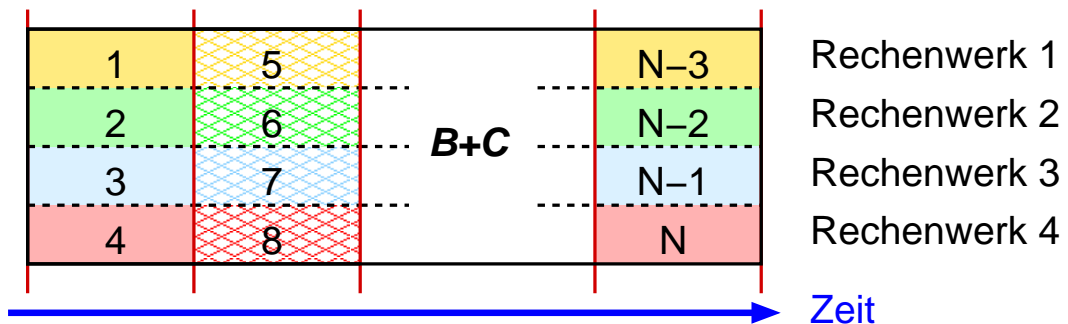 1 5 N–3 Rechenwerk 1
2 6 N–2 Rechenwerk 2
B+C
3 7 N–1 Rechenwerk 3
4 8 N Rechenwerk 4
Zeit